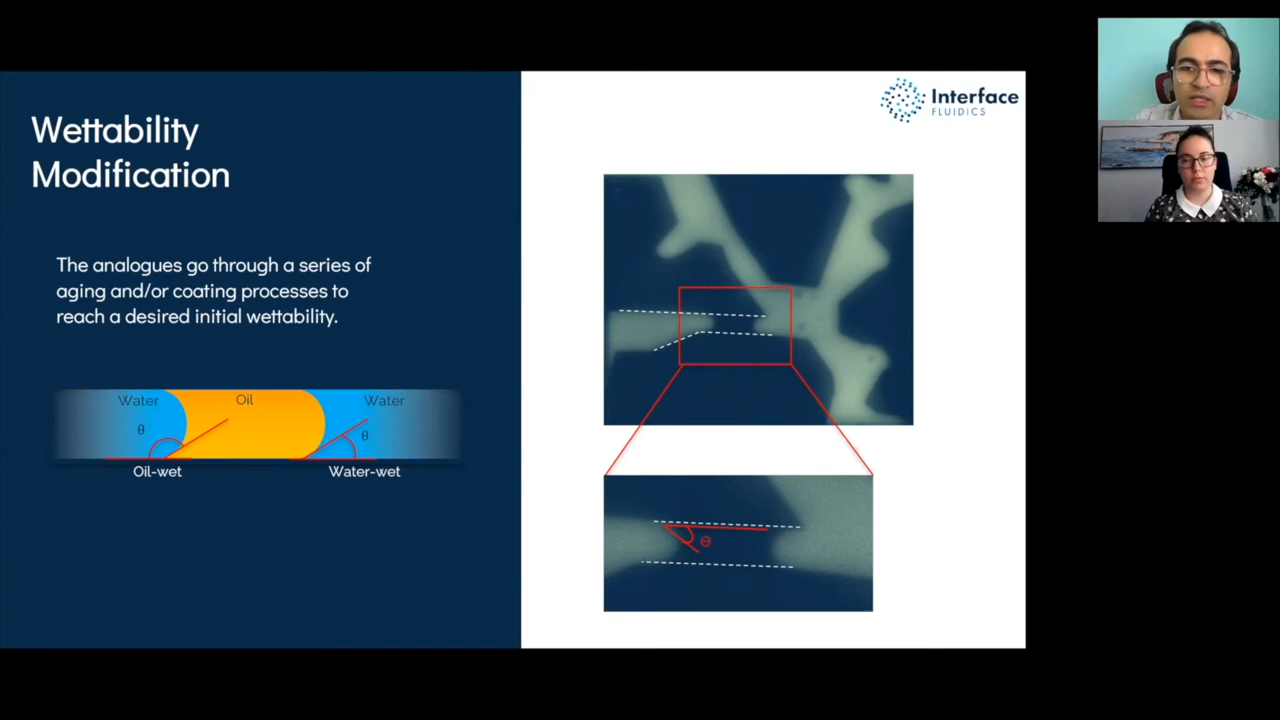 Wettability
Modification
The analogues go through a series of
aging and/or coating processes to
reach a desired initial wettability.
Water Oil Water
θ θ
Oil-wet Water-wet
Interface
FLUIDICS
θ